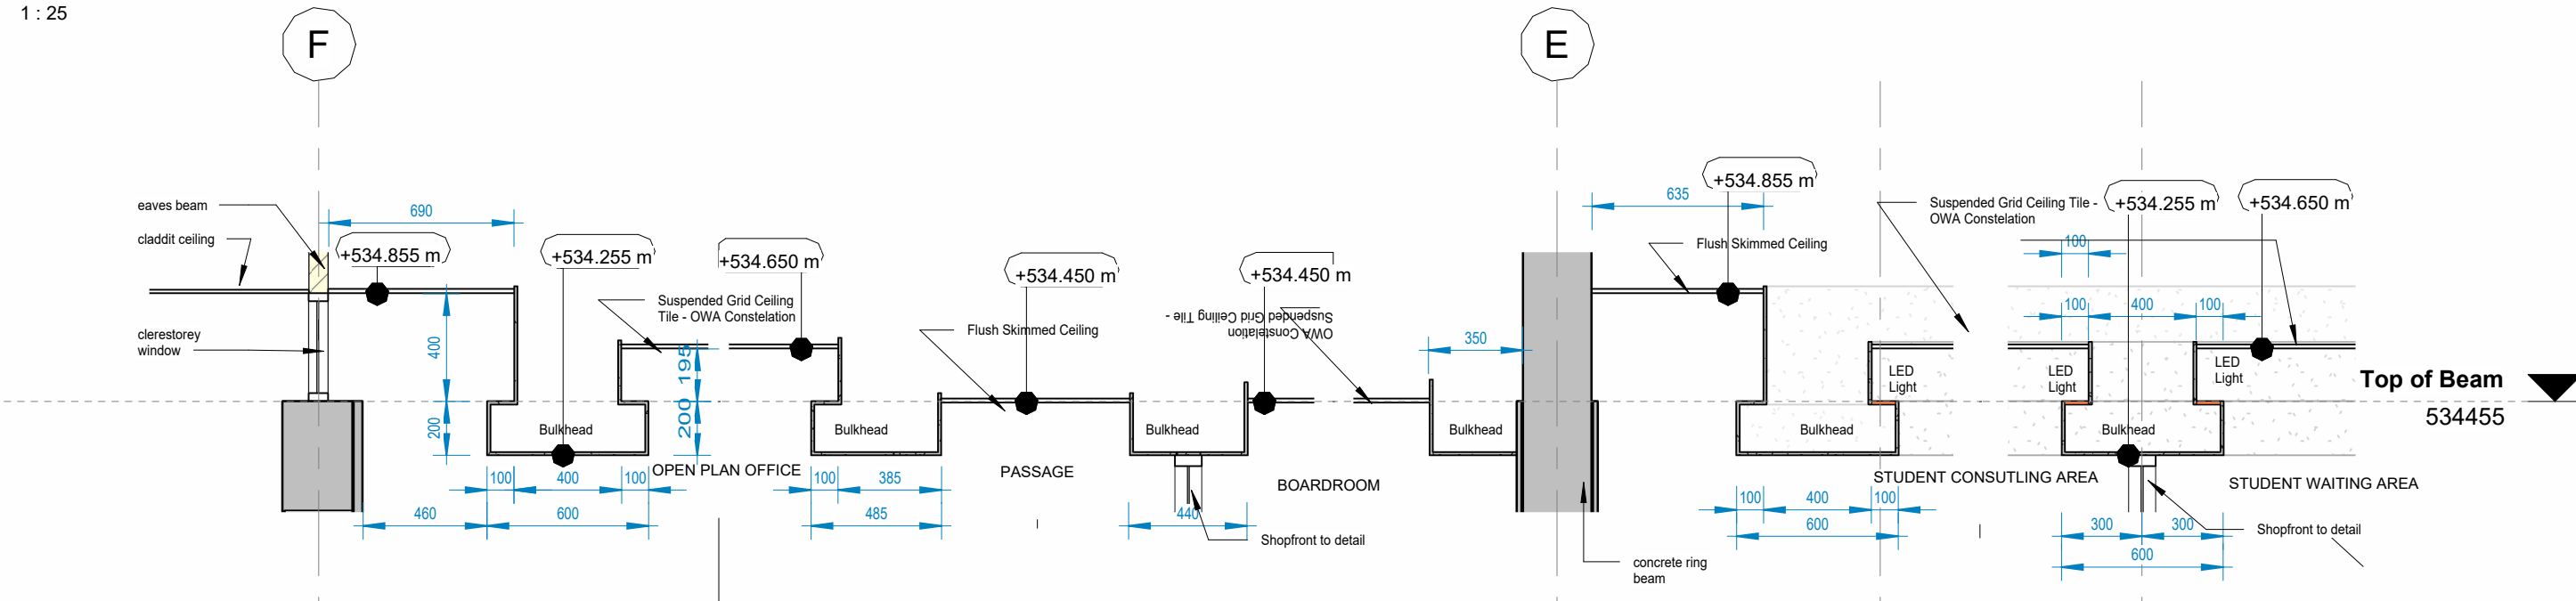 1 : 25
F
E
+534.855 m
635
690
eaves beam
claddit ceiling
+534.855 m
+534.255 m
+534.650 m
+534.450 m
+534.450 m
Flush Skimmed Ceiling
Suspended Grid Ceiling Tile -
OWA Constelation
+534.255 m
+534.650 m
100
Suspended Grid Ceiling
Tile - OWA Constelation
Flush Skimmed Ceiling
Suspended Grid Ceiling Tile -
OWA Constelation
100
400
100
clerestorey
window
400
195
350
LED
Light
LED
Light
LED
Light
Top of Beam
534455
200
200
Bulkhead
Bulkhead
Bulkhead
Bulkhead
Bulkhead
Bulkhead
OPEN PLAN OFFICE
PASSAGE
BOARDROOM
STUDENT CONSUTLING AREA
STUDENT WAITING AREA
100
400
100
100
385
100
400
100
460
600
485
440
600
300
300
600
Shopfront to detail
Shopfront to detail
concrete ring
beam